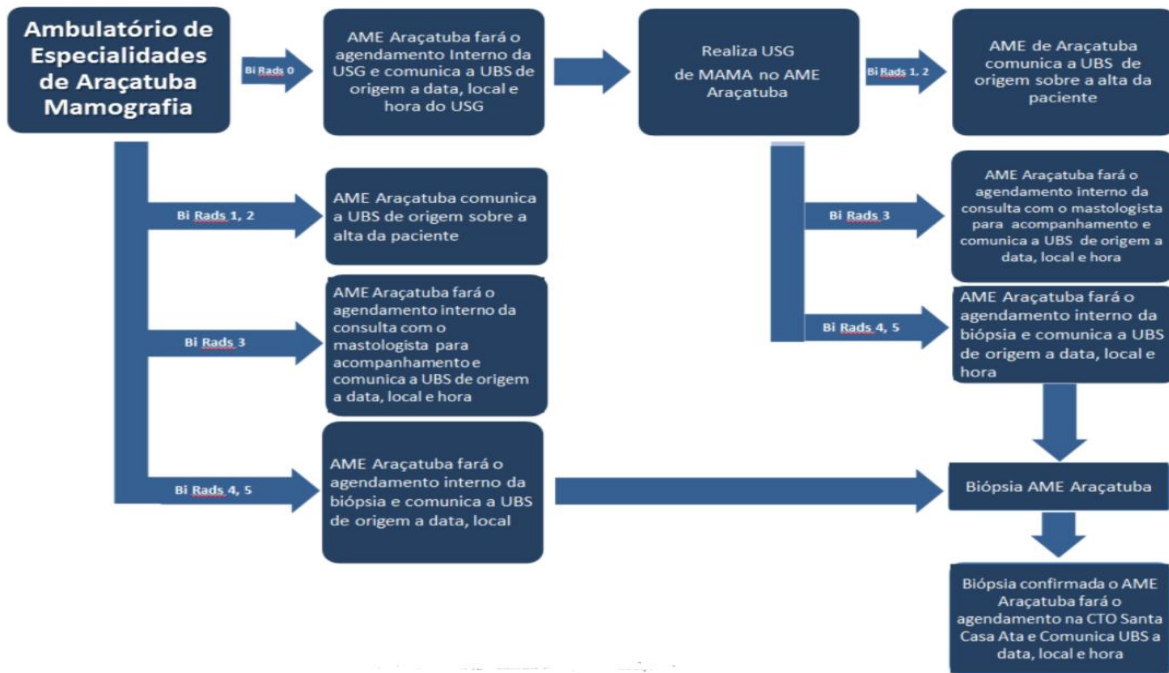 Ambulatório de
Especialidades
de Araçatuba
Mamografia
Bi Rads 0
AME Araçatuba fará o
agendamento Interno da
USG e comunica a UBS de
origem a data, local e
hora do USG
Realiza USG
de MAMA no AME
Araçatuba
Bi Rads 1, 2
AME de Araçatuba
comunica a UBS de
origem sobre a alta da
paciente
Bi Rads 1, 2
AME Araçatuba comunica
a UBS de origem sobre a
alta da paciente
Bi Rads 3
AME Araçatuba fará o
agendamento interno da
consulta com o mastologista
para acompanhamento e
comunica a UBS de origem a
data, local e hora
Bi Rads 3
AME Araçatuba fará o
agendamento interno da
consulta com o
mastologista para
acompanhamento e
comunica a UBS de origem
a data, local e hora
Bi Rads 4, 5
AME Araçatuba fará o
agendamento interno da
biópsia e comunica a UBS
de origem a data, local e
hora
Bi Rads 4, 5
AME Araçatuba fará o
agendamento interno da
biópsia e comunica a UBS
de origem a data, local
Biópsia AME Araçatuba
Biópsia confirmada o AME
Araçatuba fará o
agendamento na CTO Santa
Casa Ata e Comunica UBS a
data, local e hora